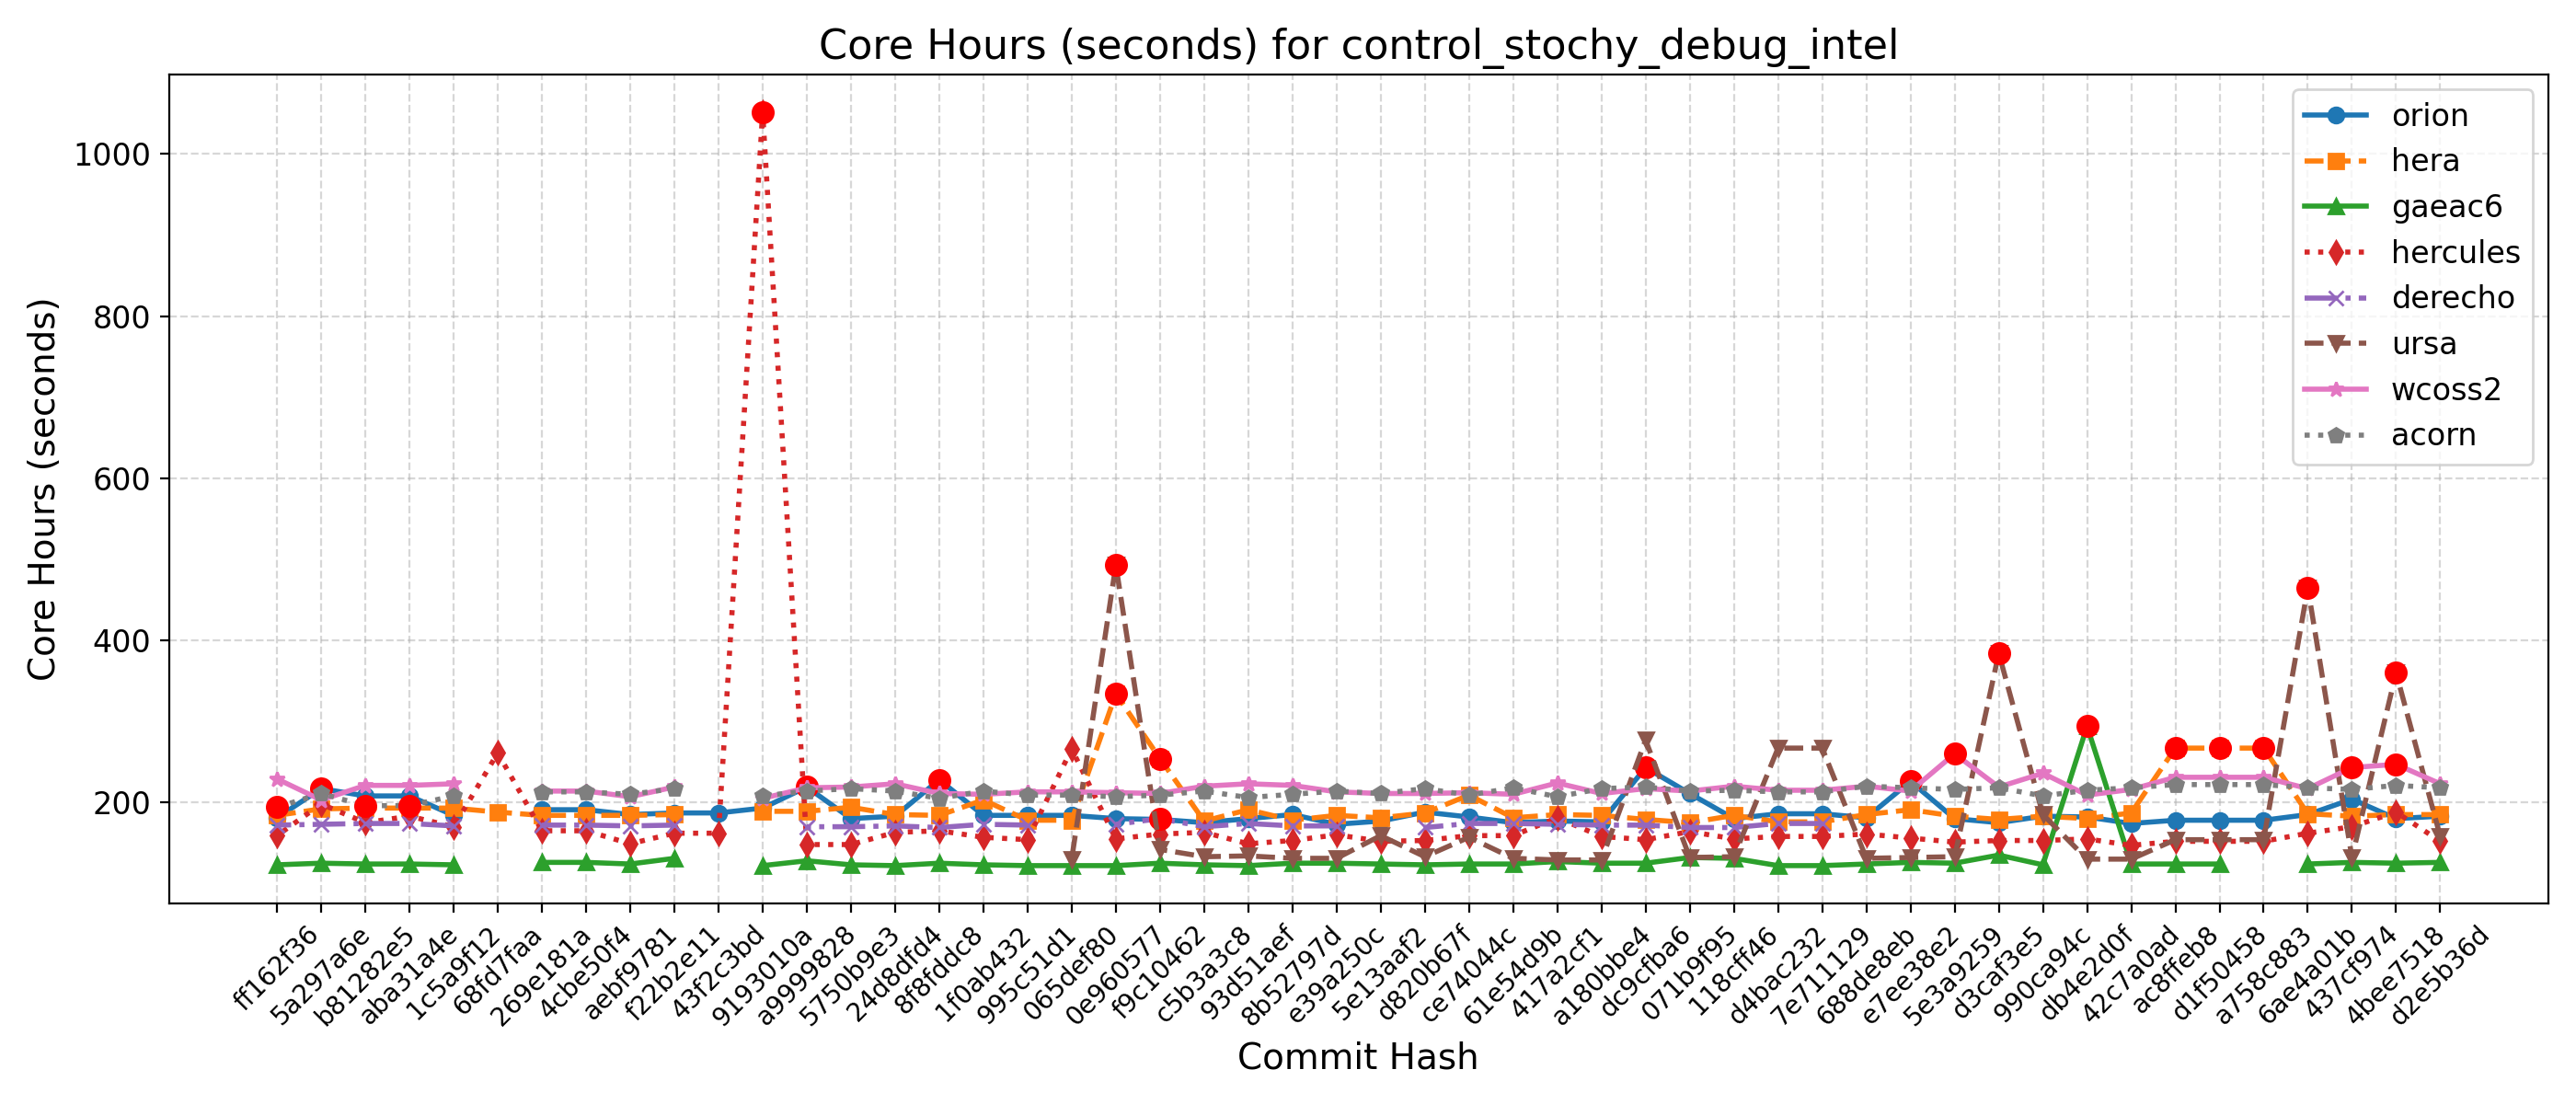 Core Hours (seconds) for control_stochy_debug_intel
Core Hours (seconds)
1000
800
600
400
200
orion
hera
gaeac6
hercules
derecho
ursa
wcoss2
acorn
ff162f36
5a297a6e
b81282e5
aba31a4e
1c5a9f12
68fd7faa
269e181a
4cbe50f4
aebf9781
f22b2e11
43f2c3bd
9193010a
a9999828
5750b9e3
24d8dfd4
8f8fddc8
1f0ab432
995c51d1
065def80
0e960577
f9c10462
c5b3a3c8
93d51aef
8b52797d
e39a250c
5e13aaf2
d820b67f
ce74044c
61e54d9b
417a2cf1
a180bbe4
dc9cfba6
071b9f95
118cff46
d4bac232
7e711129
688de8eb
e7ee38e2
5e3a9259
d3caf3e5
990ca94c
db4e2d0f
42c7a0ad
ac8ffeb8
d1f50458
a758c883
6ae4a01b
437cf974
4bee7518
d2e5b36d
Commit Hash